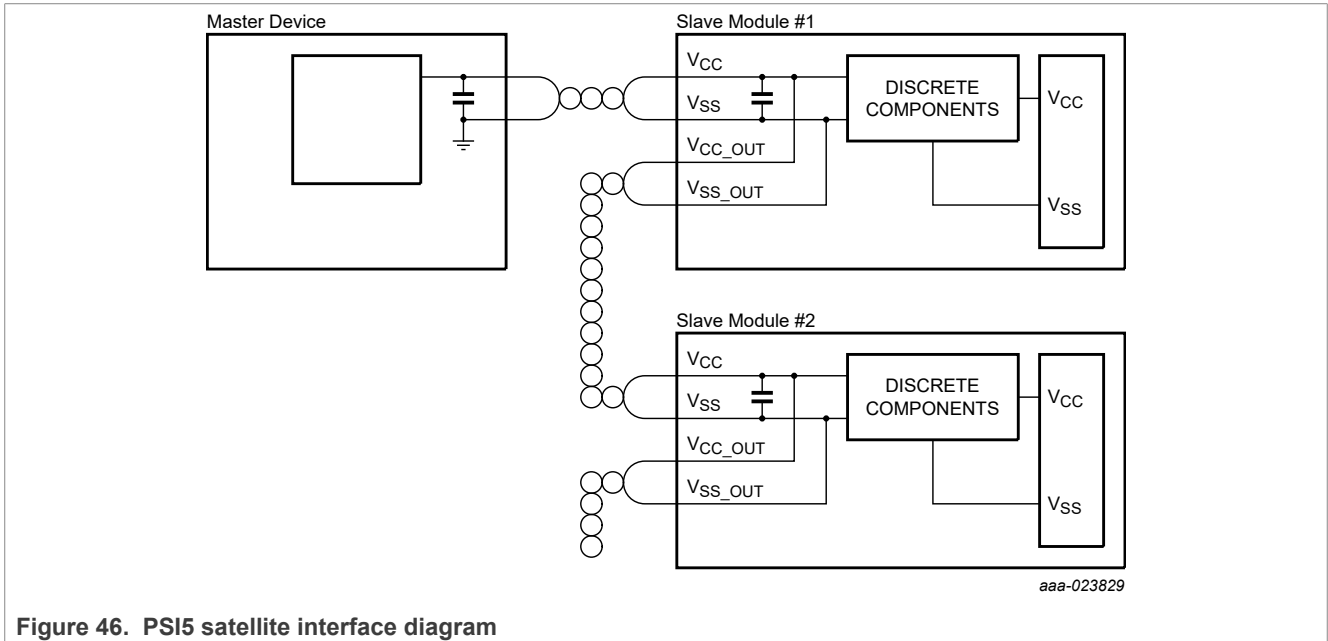 Master Device
Slave Module #1
VCC
VSS
VCC_OUT
VSS_OUT
DISCRETE
COMPONENTS
VCC
VSS
Slave Module #2
VCC
VSS
VCC_OUT
VSS_OUT
DISCRETE
COMPONENTS
VCC
VSS
aaa-023829
Figure 46. PSI5 satellite interface diagram